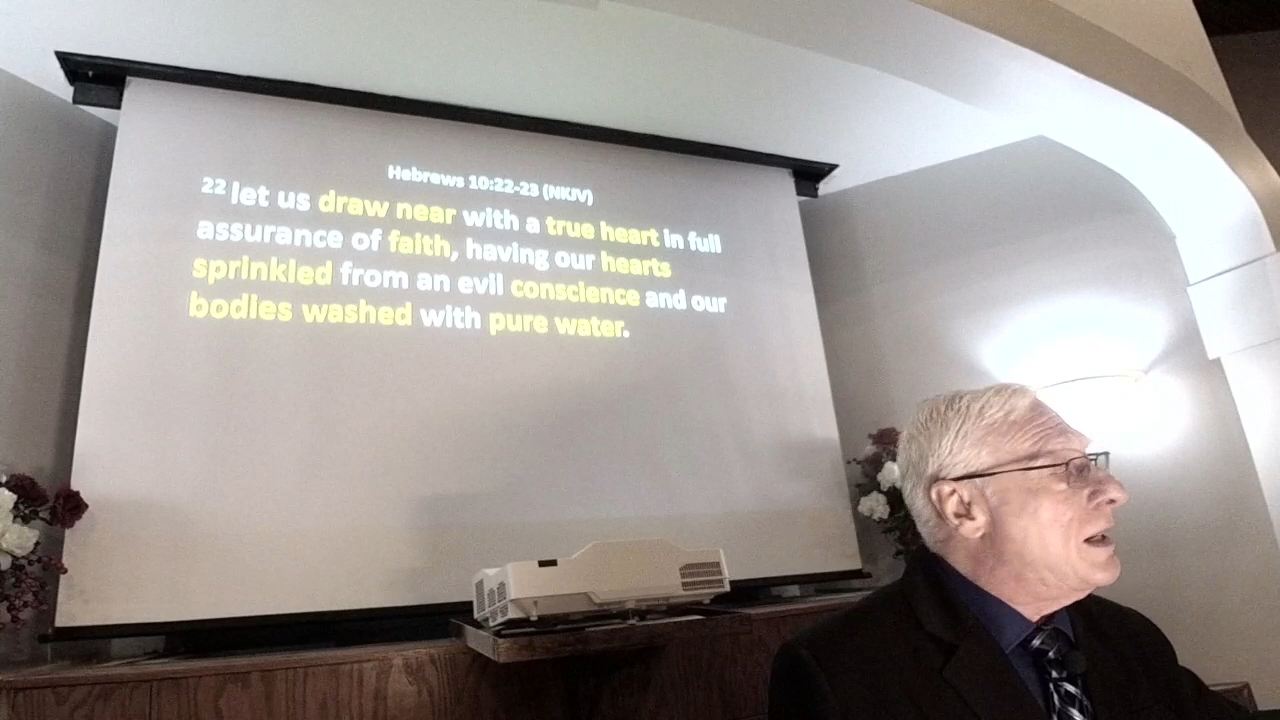 Hebrews 10:22-23 (NKJV)
22 let us draw near with a true heart in full
assurance of faith, having our hearts
sprinkled from an evil conscience and our
bodies washed with pure water.